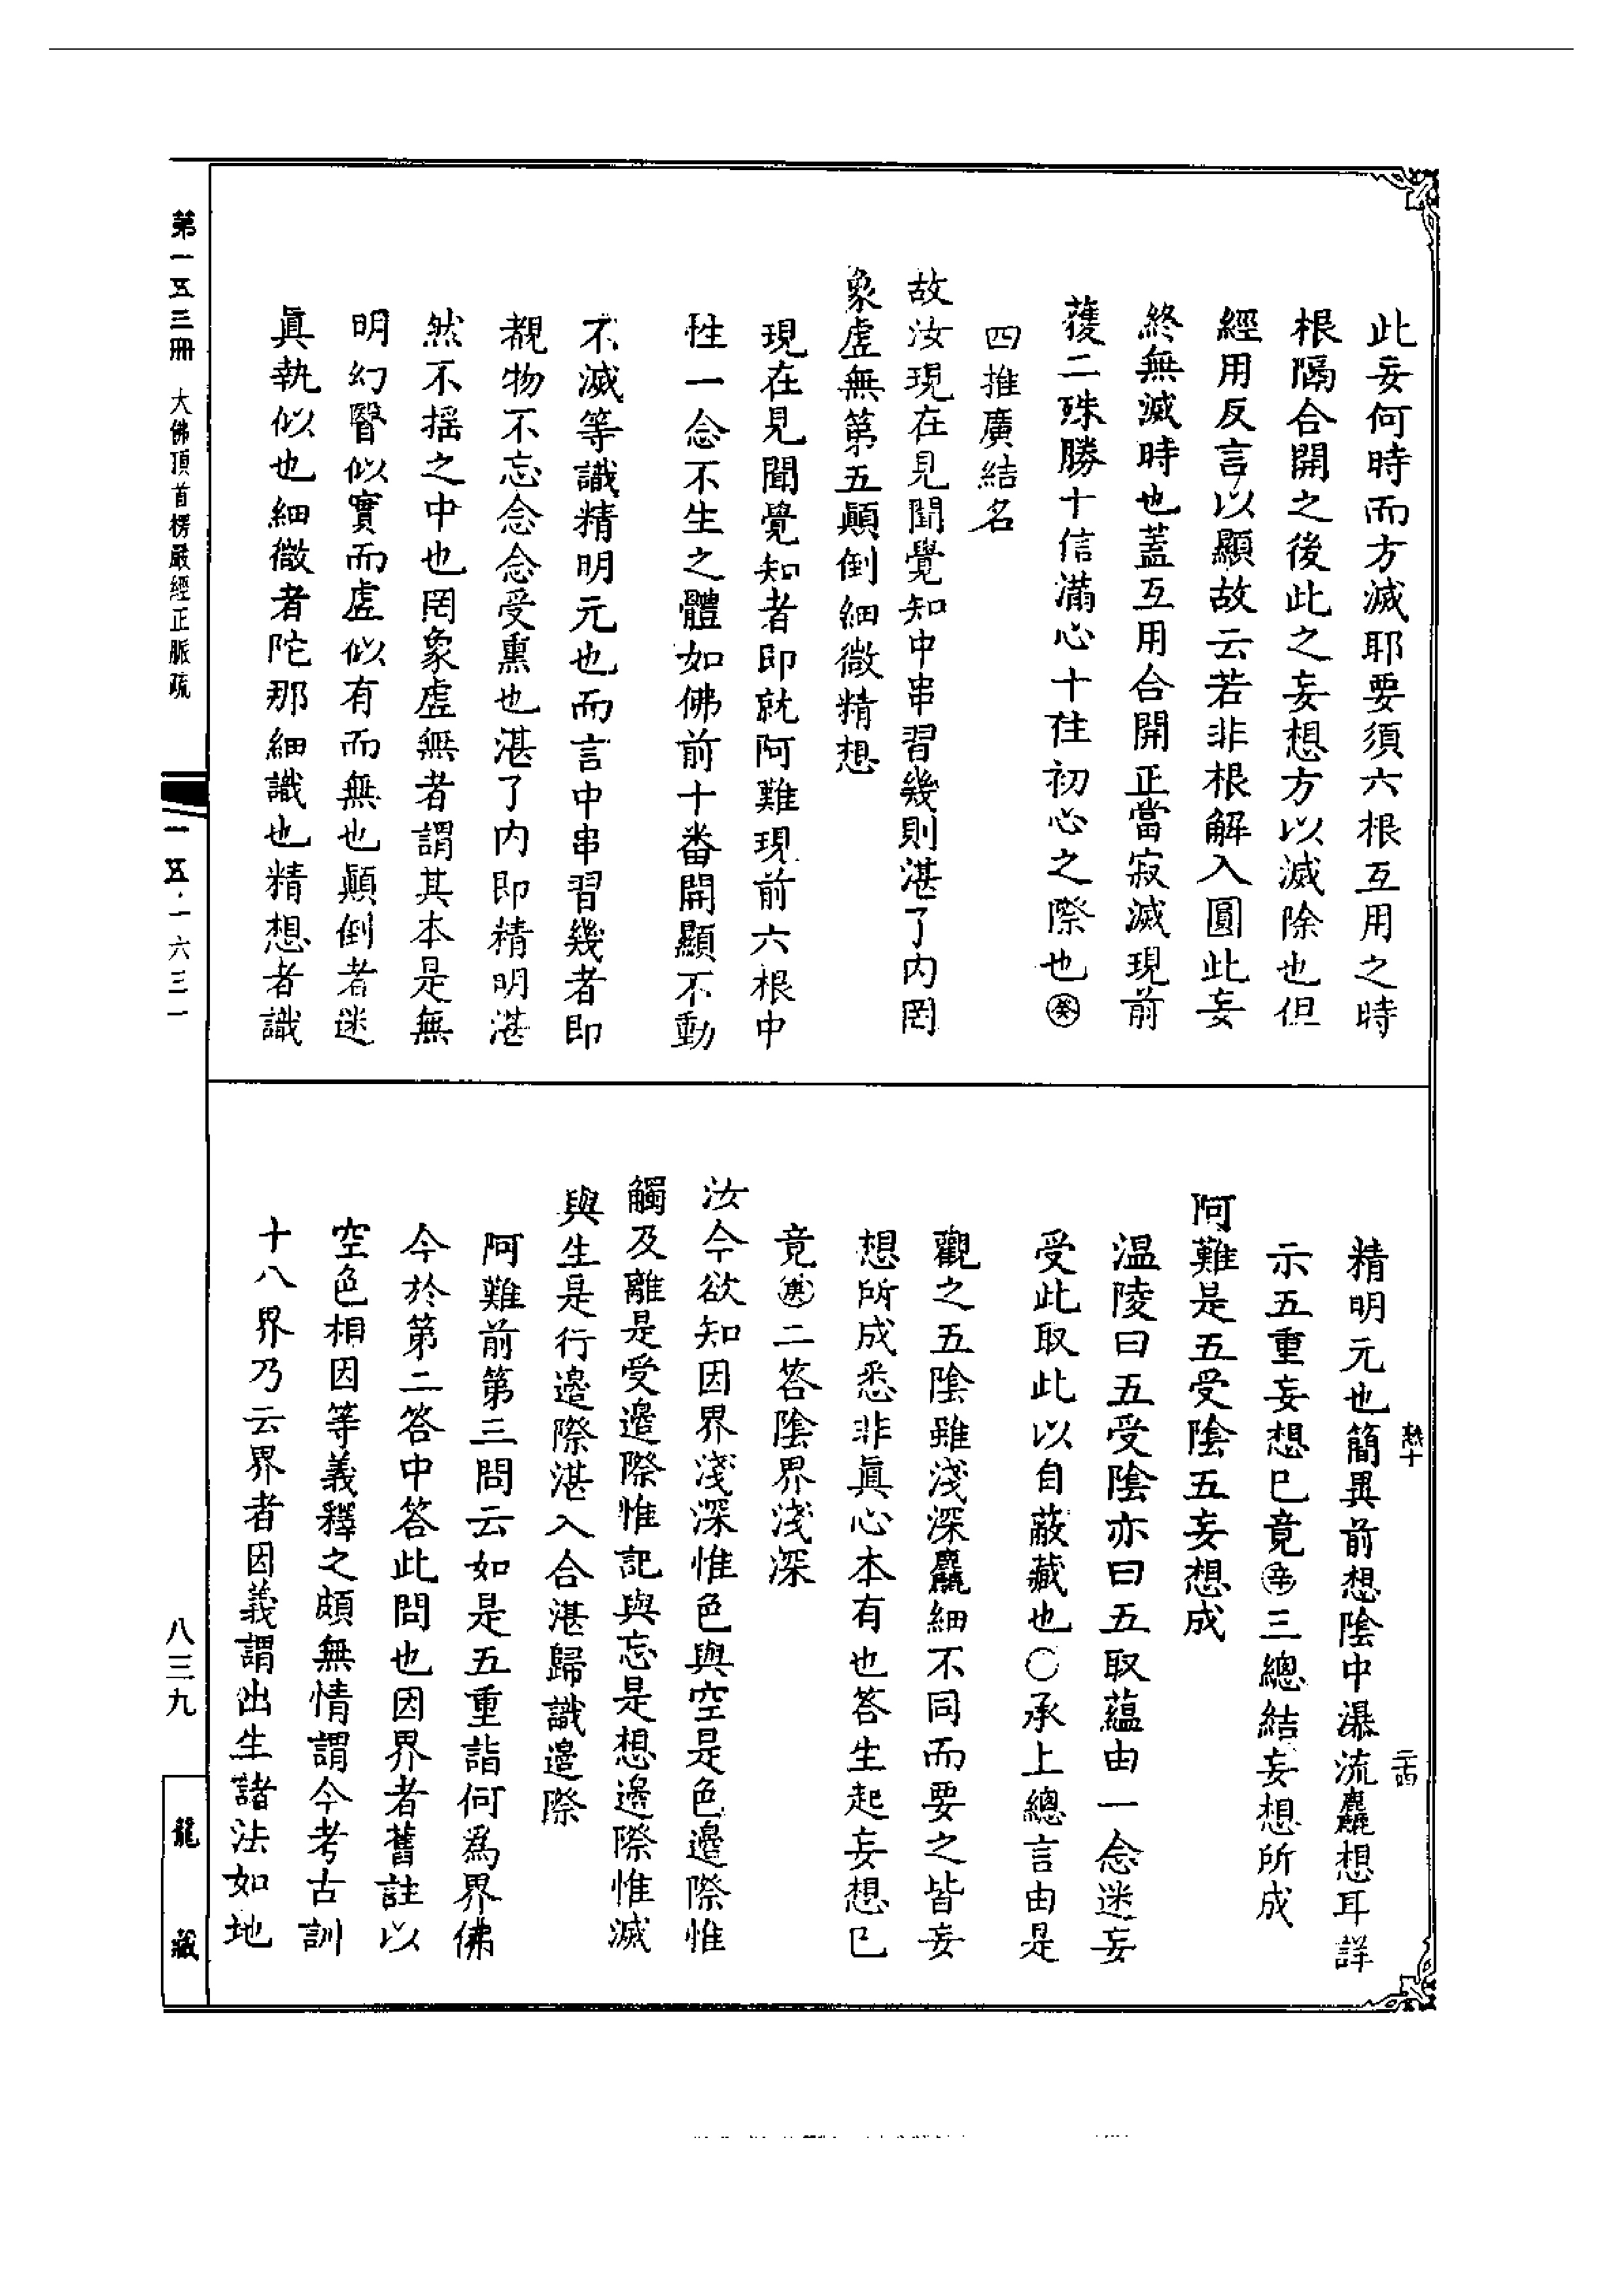 此妄何時而方滅耶要須六根互用之時
根隔合開之後此之妄想方以滅除也但
經用反言以顯故云若非根解入圓此妄
終無滅時也蓋互用合開正當寂滅現前
䕶二殊勝十信滿心十住初心之際也㊌
四推廣結名
故汝現在見聞覺知中串習幾則湛了内罔
象虛無第五顛倒細微精想
現在見聞覺知者即就阿難現前六根中
性一念不生之體如佛前十番開顯不動
不滅等識精明元也而言中串習幾者即
覩物不忘念念受熏也湛了内即精明湛
然不搖之中也罔象虛無者謂其本是無
明幻瞖似實而虛似有而無也顛倒者迷
眞執似也細微者陀那細識也精想者識
精明元也簡異前想陰中瀑流麤想耳詳
示五重妄想已竟㊛三總結妄想所成
阿難是五受陰五妄想成
温陵曰五受陰亦曰五取蘊由一念迷妄
受此取此以自蔽藏也○承上總言由是
觀之五陰雖淺深麤細不同而要之皆妄
想所成悉非眞心本有也答生起妄想已
竟庚二答陰界淺深
汝今欲知因界淺深惟色與空是色邊際惟
觸及離是受邊際惟記與忘是想邊際惟滅
與生是行邊際湛入合湛歸識邊際
阿難前第三問云如是五重詣何爲界佛
今於第二答中答此問也因界者舊註以
空色相因等義釋之頗無情謂今考古訓
十八界乃云界者因義謂出生諸法如地
第一五三冊 大佛頂首楞嚴經正脈疏
一五·一六三一
八三九
龍藏